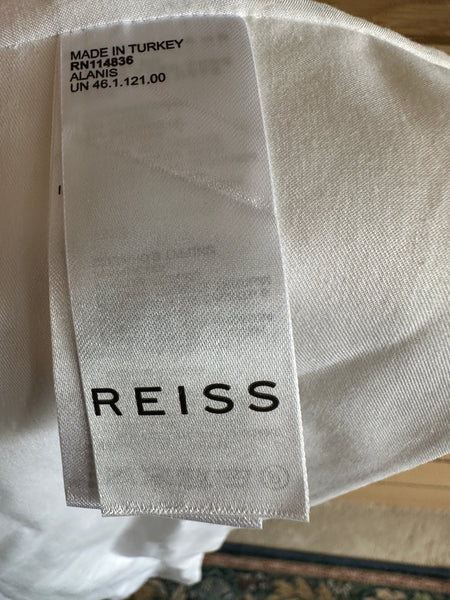 MADE IN TURKEY
RN114836
ALANIS
UN 46.1.121.00
REISS